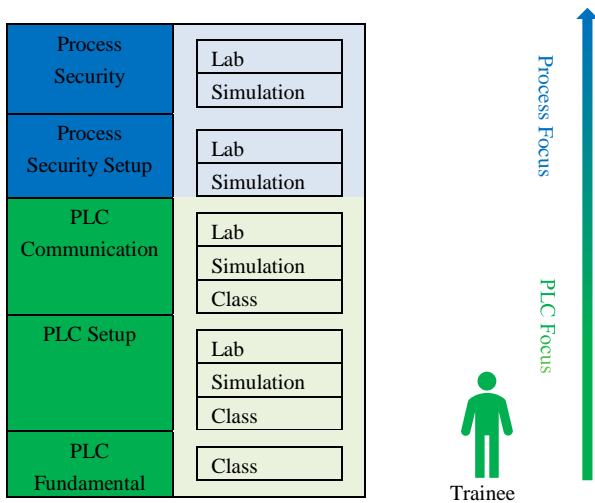 Process
Security
Lab
Simulation
Process
Security Setup
Lab
Simulation
PLC
Communication
Lab
Simulation
Class
PLC Setup
Lab
Simulation
Class
PLC
Fundamental
Class
Process Focus
PLC Focus
Trainee